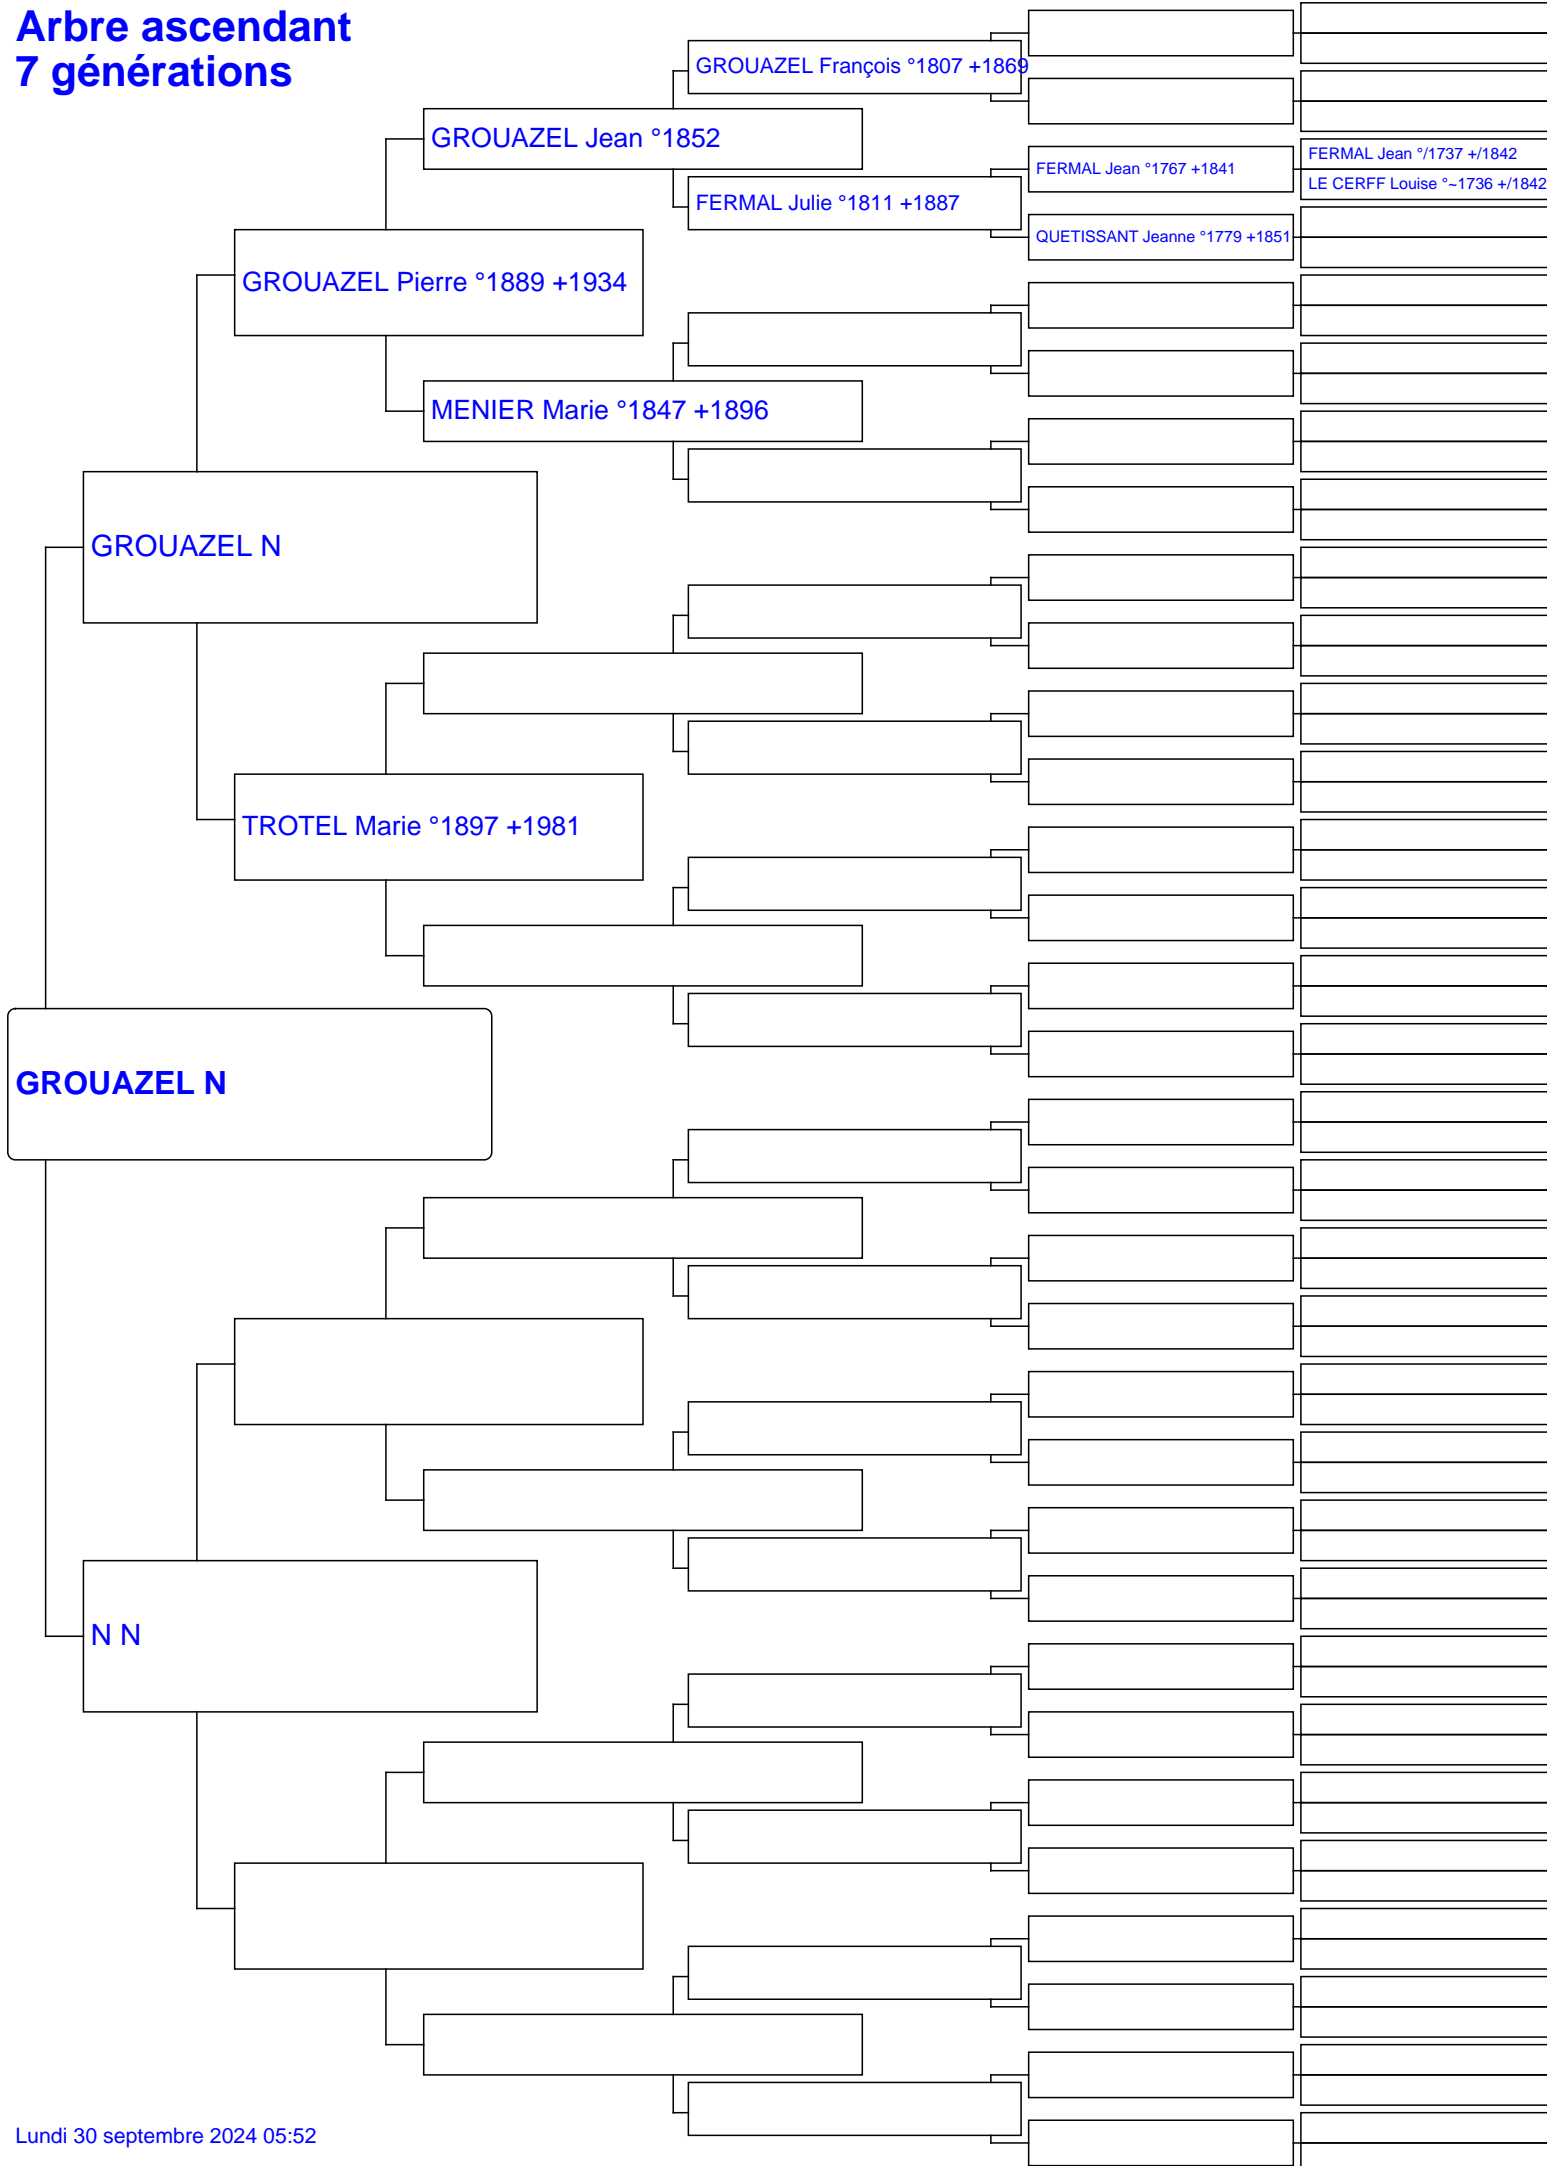 Arbre ascendant
7 générations
GROUAZEL François °1807 +1869
GROUAZEL Jean °1852
FERMAL Jean °1767 +1841
FERMAL Jean °/1737 +/1842
LE CERFF Louise °~1736 +/1842
FERMAL Julie °1811 +1887
QUETISSANT Jeanne °1779 +1851
GROUAZEL Pierre °1889 +1934
MENIER Marie °1847 +1896
GROUAZEL N
TROTEL Marie °1897 +1981
GROUAZEL N
N N
Lundi 30 septembre 2024 05:52